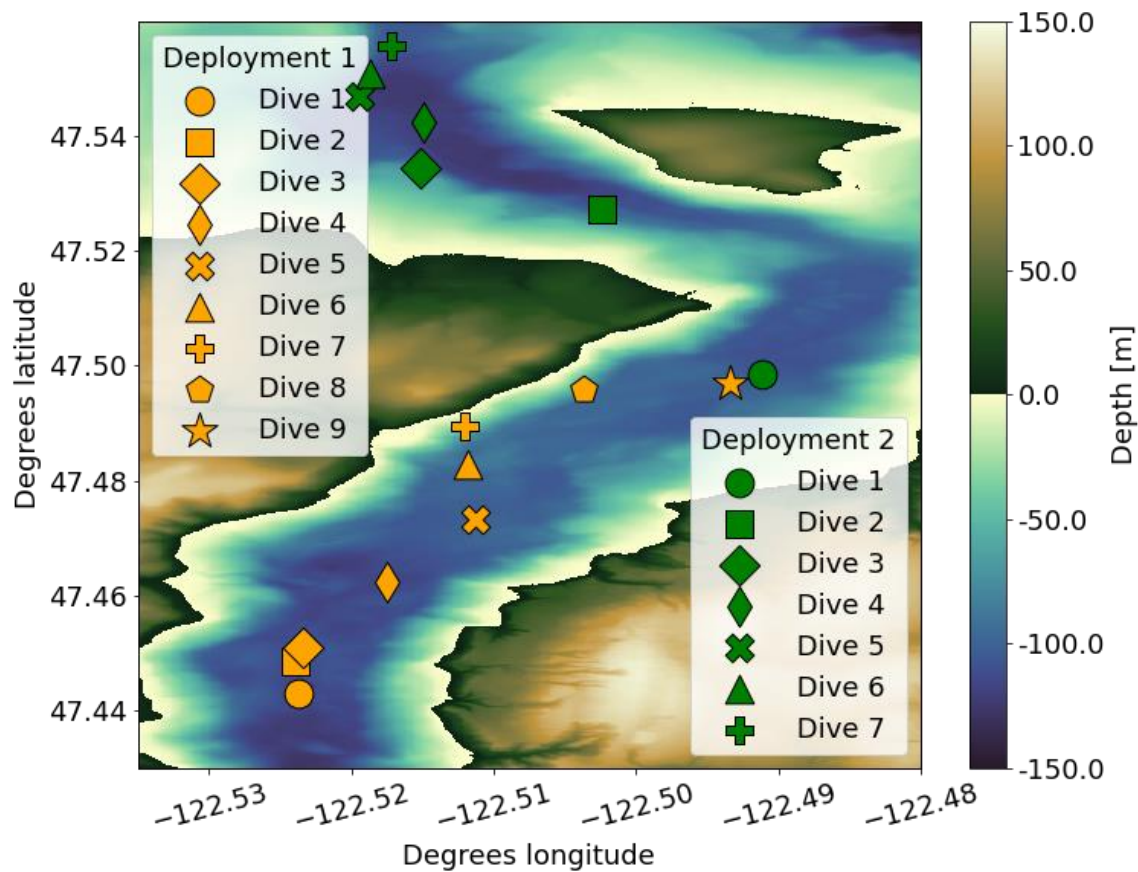 Deployment 1
Dive 1
Dive 2
Dive 3
Dive 4
Dive 5
Dive 6
Dive 7
Dive 8
Dive 9
Deployment 2
Dive 1
Dive 2
Dive 3
Dive 4
Dive 5
Dive 6
Dive 7
47.54
47.52
47.50
47.48
47.46
47.44
Degrees latitude
−122.53
−122.52
−122.51
−122.50
−122.49
−122.48
Degrees longitude
150.0
100.0
50.0
0.0
-50.0
-100.0
-150.0
Depth [m]